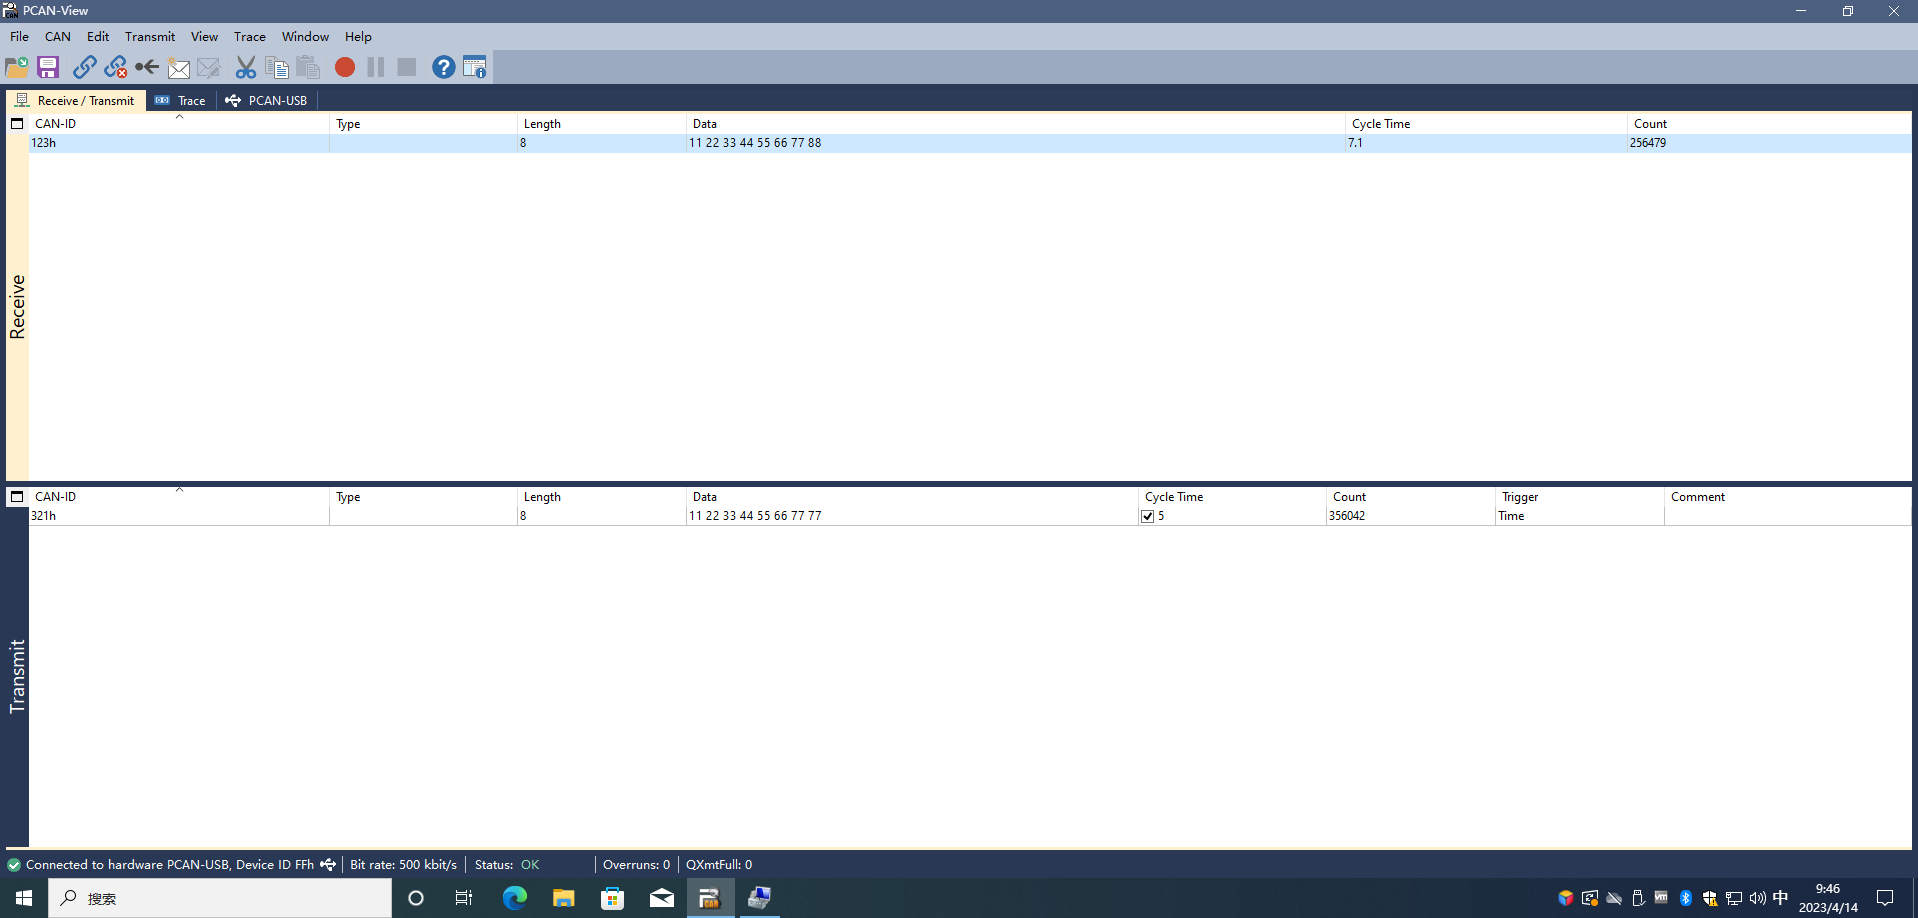 PCAN-View
File CAN Edit Transmit View Trace Window Help
Receive / Transmit Trace PCAN-USB
CAN-ID Type Length Data Cycle Time Count
123h 8 11 22 33 44 55 66 77 88 7.1 256479
Receive
CAN-ID Type Length Data Cycle Time Count Trigger Comment
321h 8 11 22 33 44 55 66 77 77 5 356042 Time
Transmit
Connected to hardware PCAN-USB, Device ID FFh Bit rate: 500 kbit/s Status: OK Overruns: 0 QXmtFull: 0
搜索
中
9:46
2023/4/14